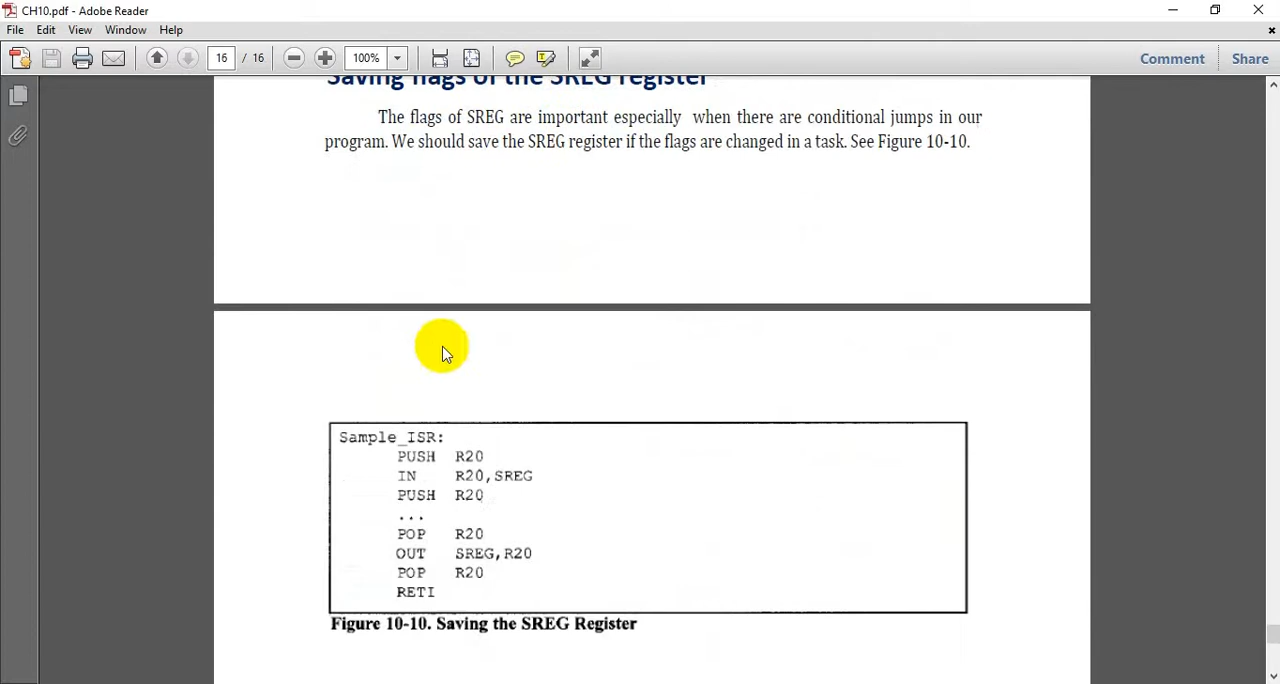 CH10.pdf - Adobe Reader
File Edit View Window Help
16 / 16 100% Comment Share
Saving flags of the SREG register
The flags of SREG are important especially when there are conditional jumps in our
program. We should save the SREG register if the flags are changed in a task. See Figure 10-10.
Sample_ISR:
PUSH R20
IN R20,SREG
PUSH R20
...
POP R20
OUT SREG,R20
POP R20
RETI
Figure 10-10. Saving the SREG Register